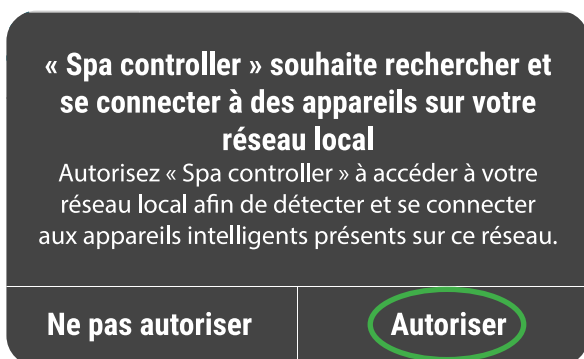 « Spa controller » souhaite rechercher et
se connecter à des appareils sur votre
réseau local
Autorisez « Spa controller » à accéder à votre
réseau local afin de détecter et se connecter
aux appareils intelligents présents sur ce réseau.
Ne pas autoriser
Autoriser